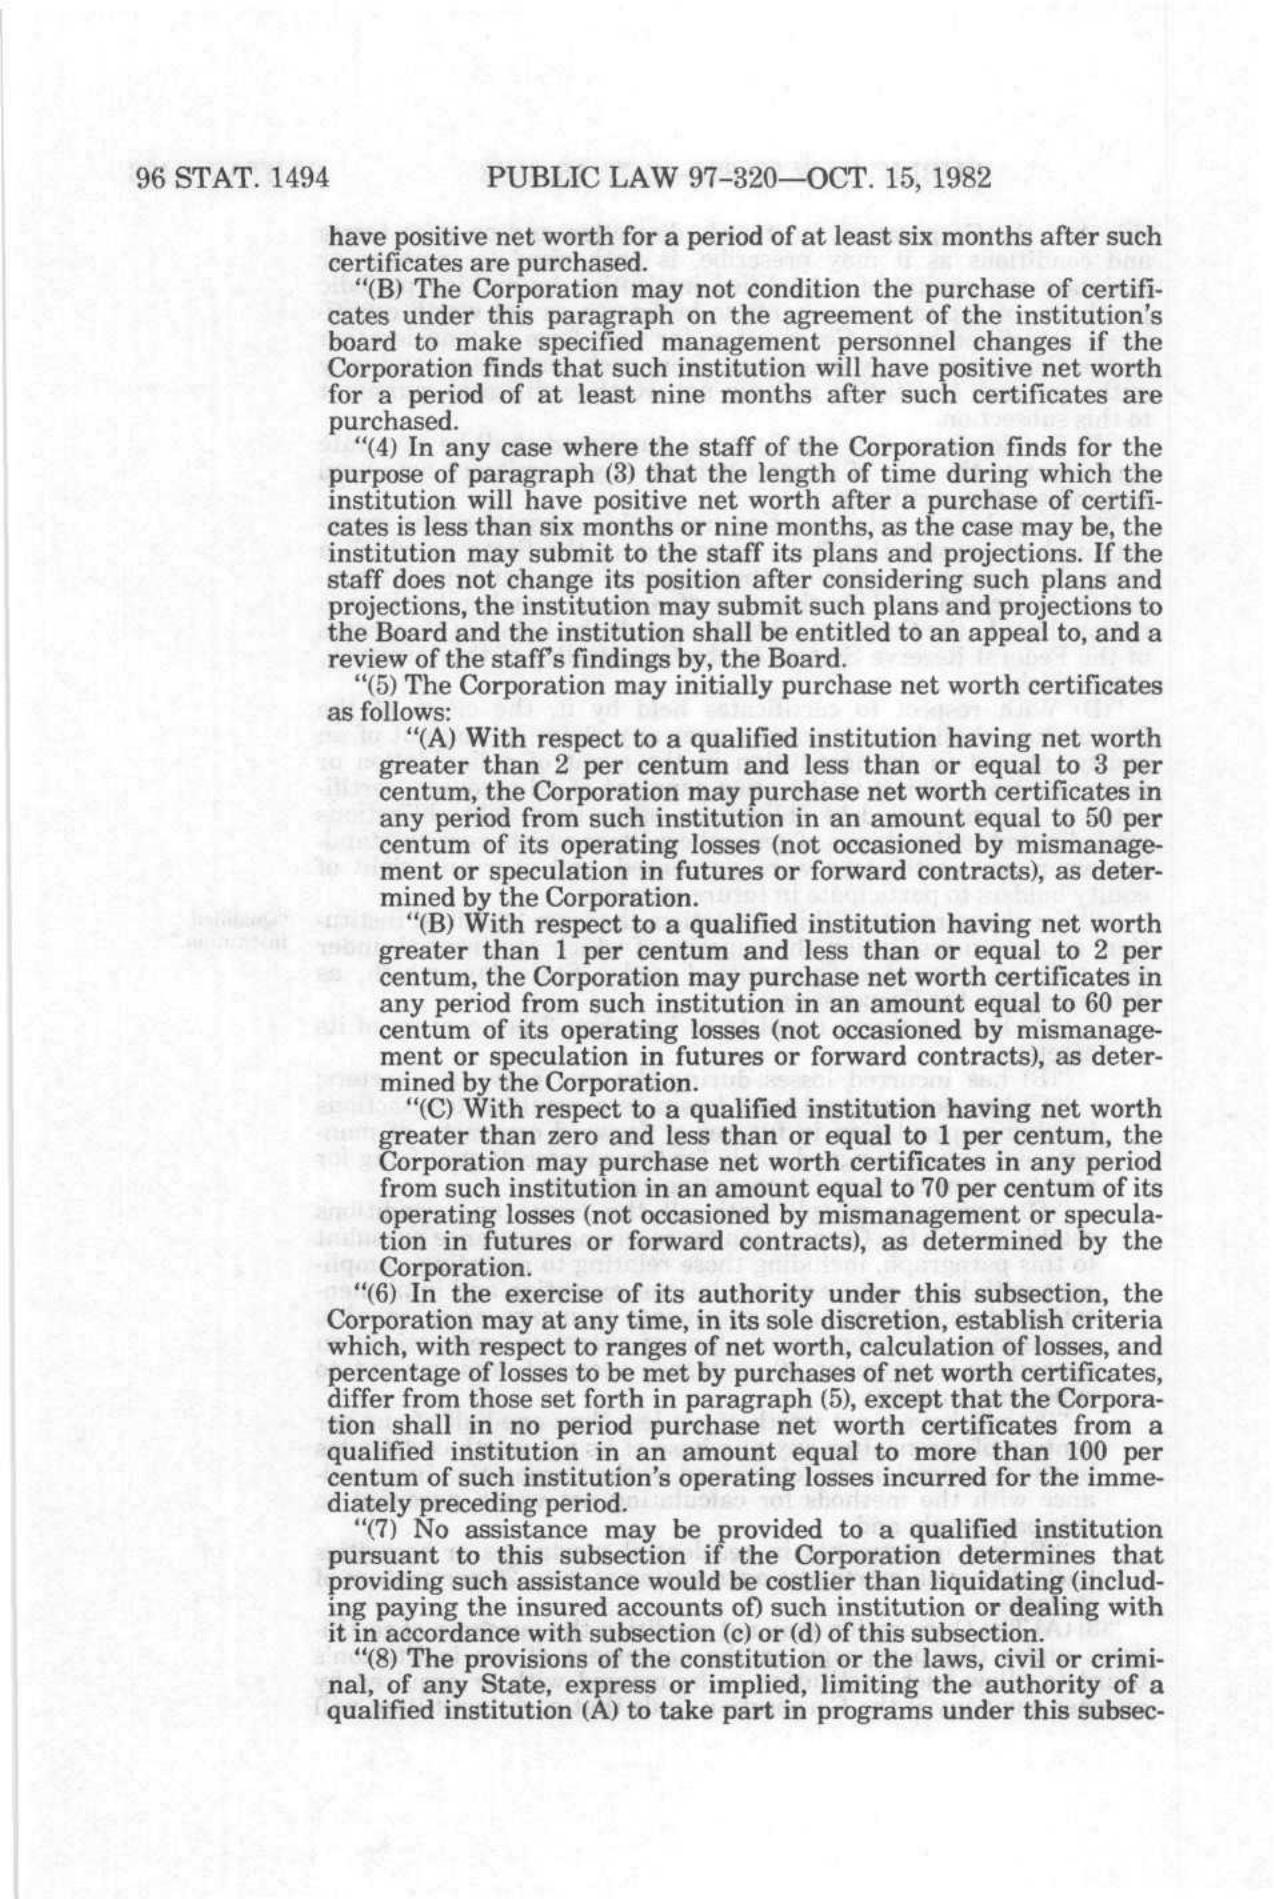 96 STAT. 1494 PUBLIC LAW 97-320—OCT. 15, 1982
have positive net worth for a period of at least six months after such
certificates are purchased.
"(B) The Corporation may not condition the purchase of certifi-
cates under this paragraph on the agreement of the institution's
board to make specified management personnel changes if the
Corporation finds that such institution will have positive net worth
for a period of at least nine months after such certificates are
purchased.
"(4) In any case where the staff of the Corporation finds for the
purpose of paragraph (3) that the length of time during which the
institution will have positive net worth after a purchase of certifi-
cates is less than six months or nine months, as the case may be, the
institution may submit to the staff its plans and projections. If the
staff does not change its position after considering such plans and
projections, the institution may submit such plans and projections to
the Board and the institution shall be entitled to an appeal to, and a
review of the staff's findings by, the Board.
"(5) The Corporation may initially purchase net worth certificates
as follows:
"(A) With respect to a qualified institution having net worth
greater than 2 per centum and less than or equal to 3 per
centum, the Corporation may purchase net worth certificates in
any period from such institution in an amount equal to 50 per
centum of its operating losses (not occasioned by mismanage-
ment or speculation in futures or forward contracts), as deter-
mined by the Corporation.
"(B) With respect to a qualified institution having net worth
greater than 1 per centum and less than or equal to 2 per
centum, the Corporation may purchase net worth certificates in
any period from such institution in an amount equal to 60 per
centum of its operating losses (not occasioned by mismanage-
ment or speculation in futures or forward contracts), as deter-
mined by the Corporation.
"(C) With respect to a qualified institution having net worth
greater than zero and less than or equal to 1 per centum, the
Corporation may purchase net worth certificates in any period
from such institution in an amount equal to 70 per centum of its
operating losses (not occasioned by mismanagement or specula-
tion in futures or forward contracts), as determined by the
Corporation.
"(6) In the exercise of its authority under this subsection, the
Corporation may at any time, in its sole discretion, establish criteria
which, with respect to ranges of net worth, calculation of losses, and
percentage of losses to be met by purchases of net worth certificates,
differ from those set forth in paragraph (5), except that the Corpora-
tion shall in no period purchase net worth certificates from a
qualified institution in an amount equal to more than 100 per
centum of such institution's operating losses incurred for the imme-
diately preceding period.
"(7) No assistance may be provided to a qualified institution
pursuant to this subsection if the Corporation determines that
providing such assistance would be costlier than liquidating (includ-
ing paying the insured accounts of) such institution or dealing with
it in accordance with subsection (c) or (d) of this subsection.
"(8) The provisions of the constitution or the laws, civil or crimi-
nal, of any State, express or implied, limiting the authority of a
qualified institution (A) to take part in programs under this subsec-